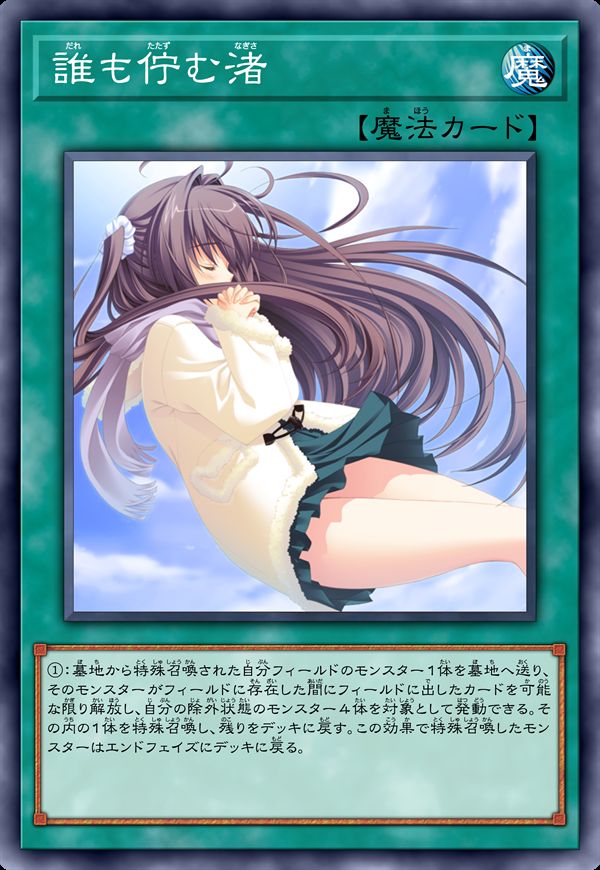 誰も佇む渚
魔
【魔法カード】
①：墓地から特殊召喚された自分フィールドのモンスター１体を墓地へ送り、
そのモンスターがフィールドに存在した間にフィールドに出したカードを可能
な限り解放し、自分の除外状態のモンスター４体を対象として発動できる。そ
の内の１体を特殊召喚し、残りをデッキに戻す。この効果で特殊召喚したモン
スターはエンドフェイズにデッキに戻る。